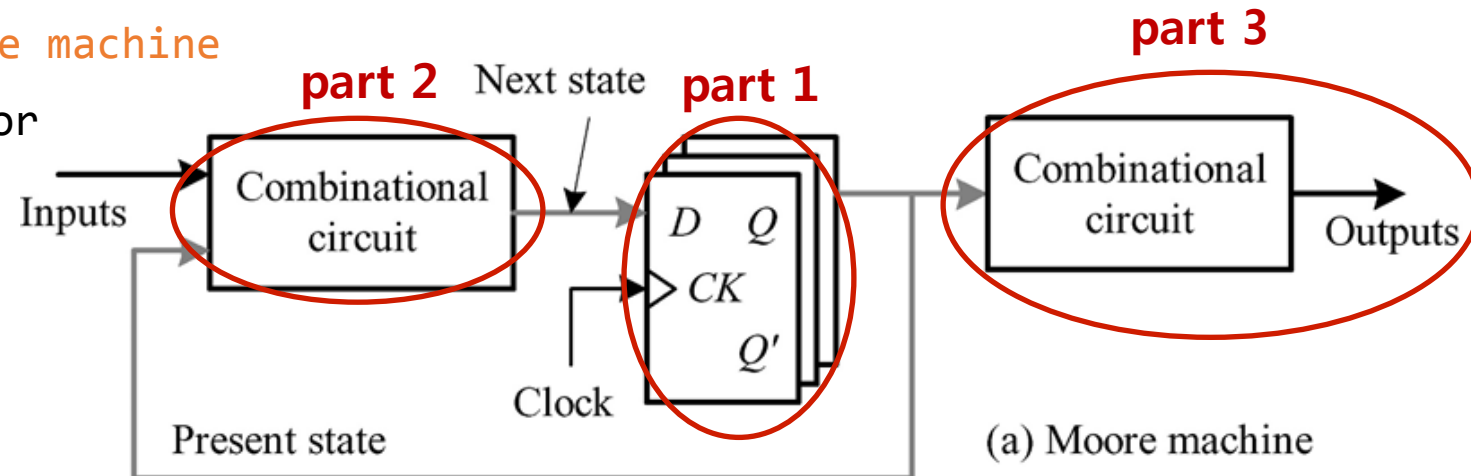 e machine
or
part 2
Next state
part 1
part 3
Inputs
Combinational
circuit
D Q
CK
Q'
Clock
Combinational
circuit
Outputs
Present state
(a) Moore machine